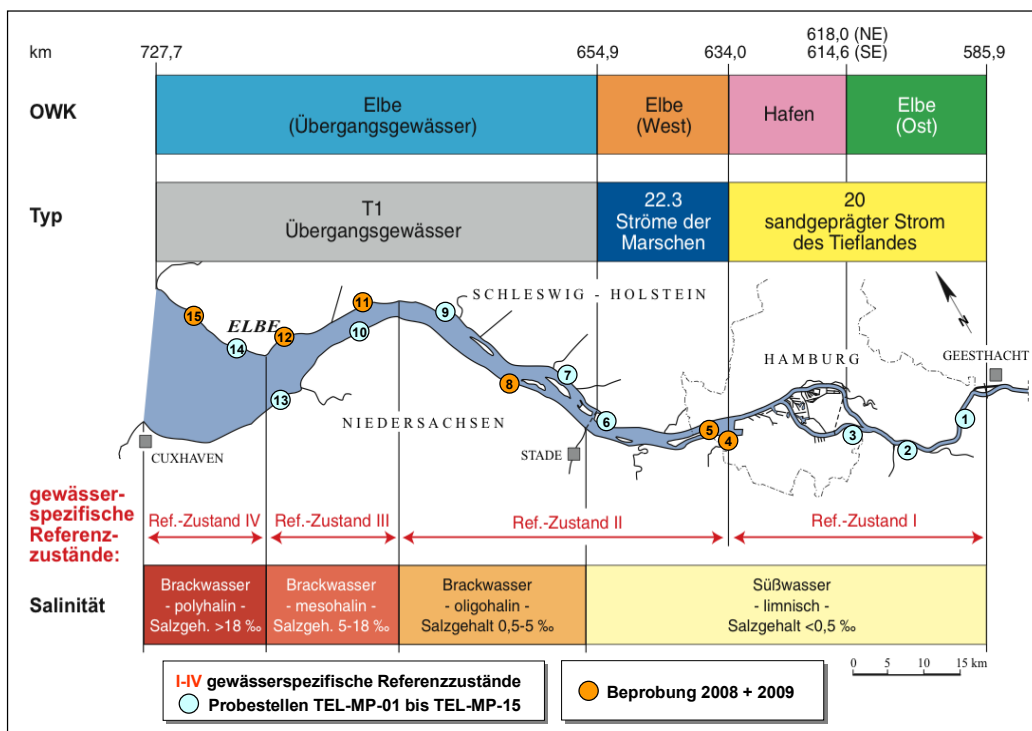 618,0 (NE)
km 727,7 654,9 634,0 614,6 (SE) 585,9
OWK
Elbe
(Übergangsgewässer)
Elbe
(West)
Hafen
Elbe
(Ost)
Typ
T1
Übergangsgewässer
22.3
Ströme der
Marschen
20
sandgeprägter Strom
des Tieflandes
SCHLESWIG - HOLSTEIN
N
15
ELBE
14
12
11
10
13
9
8
7
6
5
4
3
2
1
HAMBURG
GEESTHACHT
NIEDERSACHSEN
STADE
CUXHAVEN
gewässer-
spezifische
Referenz-
zustände:
Ref.-Zustand IV
Ref.-Zustand III
Ref.-Zustand II
Ref.-Zustand I
Salinität
Brackwasser
- polyhalin -
Salzgeh. >18 ‰
Brackwasser
- mesohalin -
Salzgeh. 5-18 ‰
Brackwasser
- oligohalin -
Salzgehalt 0,5-5 ‰
Süßwasser
- limnisch -
Salzgehalt <0,5 ‰
0 5 10 15 km
I-IV gewässerspezifische Referenzzustände
Probestellen TEL-MP-01 bis TEL-MP-15
Beprobung 2008 + 2009